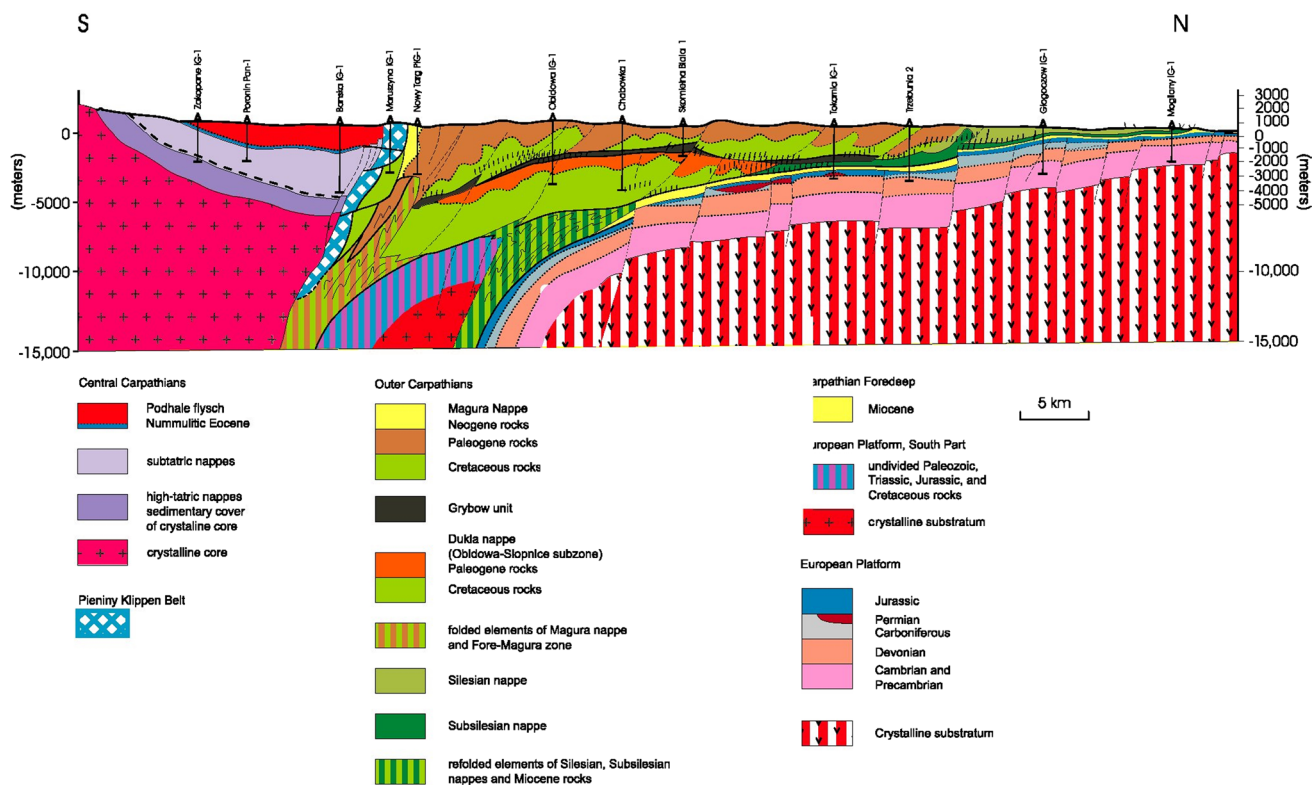 S
N
Zakopane IG-1
Poronin Pan-1
Banska IG-1
Maruszyna IG-1
Nowy Targ PIG-1
Obidowa IG-1
Chabowka 1
Skomielna Biala 1
Tokarnia IG-1
Trzebunia 2
Glogoczow IG-1
Mogilany IG-1
0
-5000
-10,000
-15,000
(meters)
3000
2000
1000
0
-1000
-2000
-3000
-4000
-5000
-10,000
-15,000
(meters)
Central Carpathians
Podhale flysch
Nummulitic Eocene
subtatric nappes
high-tatric nappes
sedimentary cover
of crystaline core
crystalline core
Pieniny Klippen Belt
Outer Carpathians
Magura Nappe
Neogene rocks
Paleogene rocks
Cretaceous rocks
Grybow unit
Dukla nappe
(Obidowa-Slopnice subzone)
Paleogene rocks
Cretaceous rocks
folded elements of Magura nappe
and Fore-Magura zone
Silesian nappe
Subsilesian nappe
refolded elements of Silesian, Subsilesian
nappes and Miocene rocks
arpathian Foredeep
Miocene
uropean Platform, South Part
undivided Paleozoic,
Triassic, Jurassic, and
Cretaceous rocks
crystalline substratum
European Platform
Jurassic
Permian
Carboniferous
Devonian
Cambrian and
Precambrian
Crystalline substratum
5 km